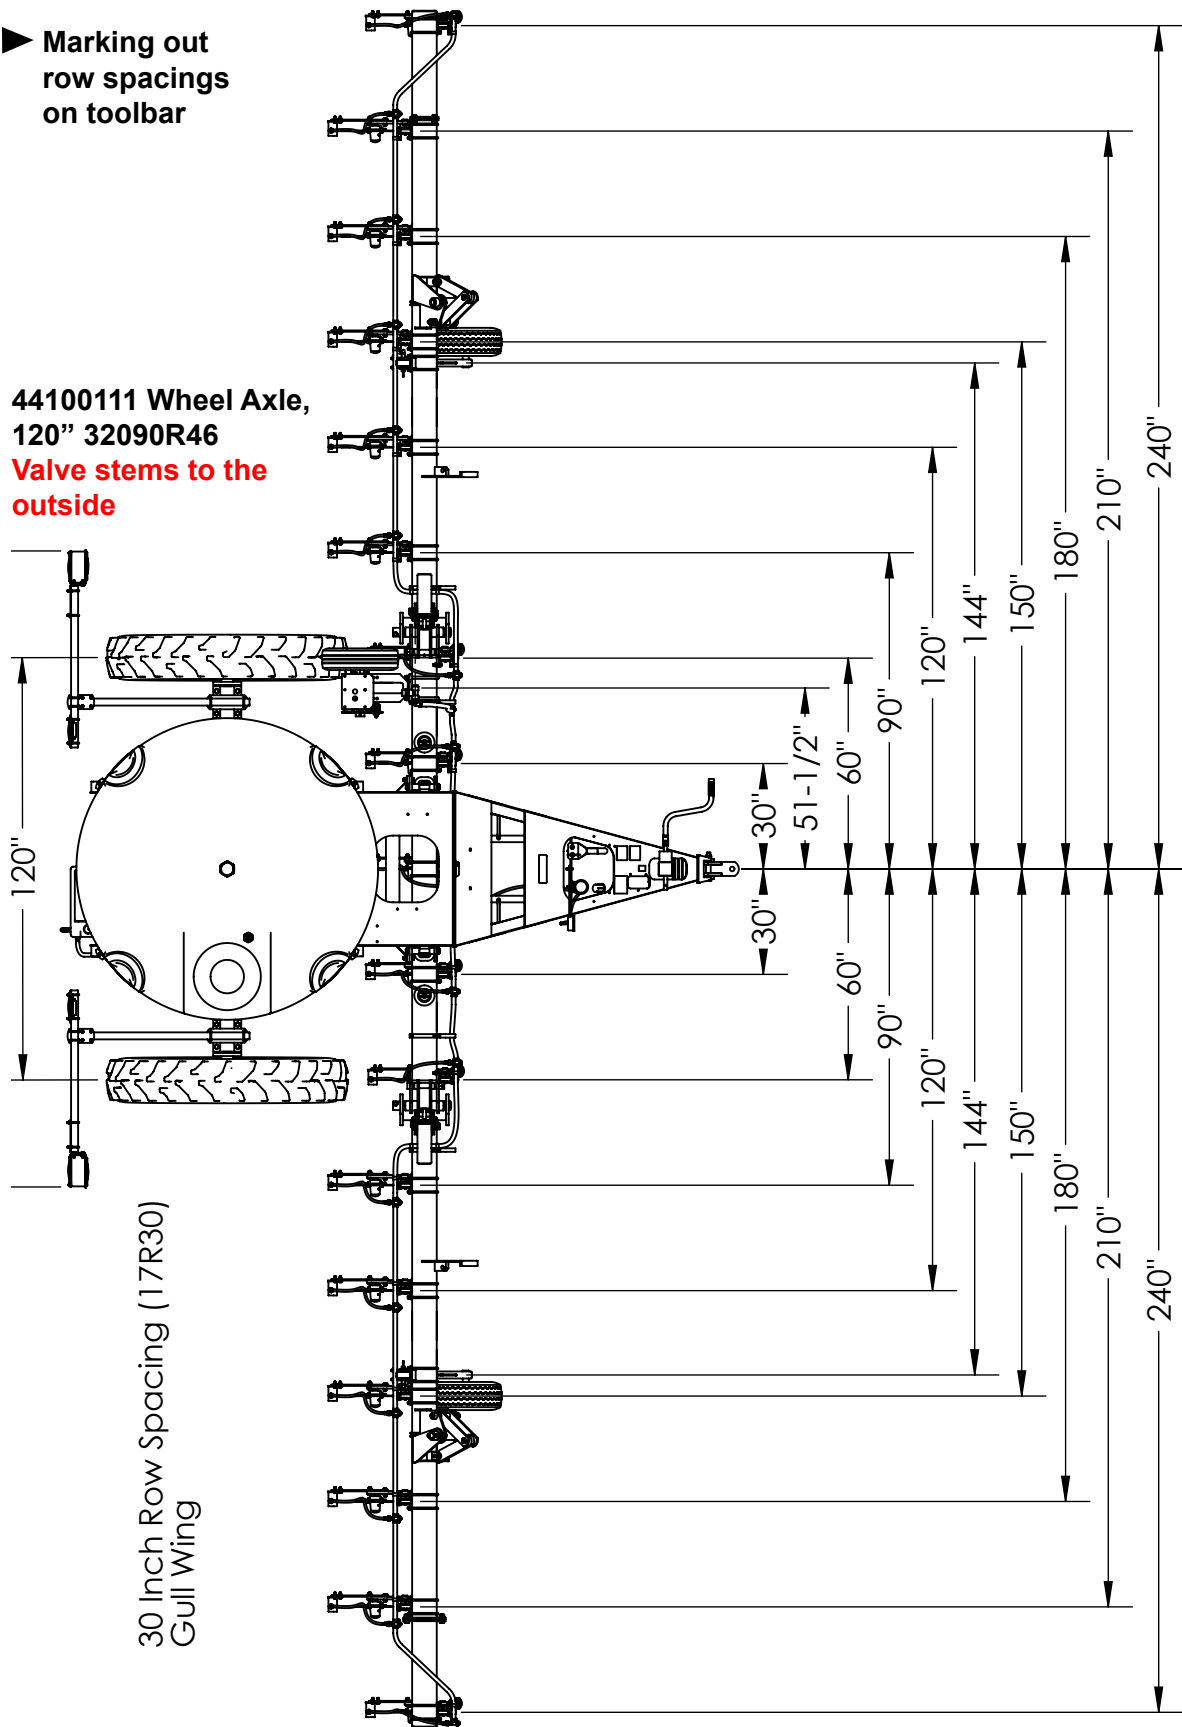 Marking out
row spacings
on toolbar
44100111 Wheel Axle,
120” 32090R46
Valve stems to the
outside
120"
30 Inch Row Spacing (17R30)
Gull Wing
30"
51-1/2"
60"
90"
120"
144"
150"
180"
210"
240"
30"
60"
90"
120"
144"
150"
180"
210"
240"